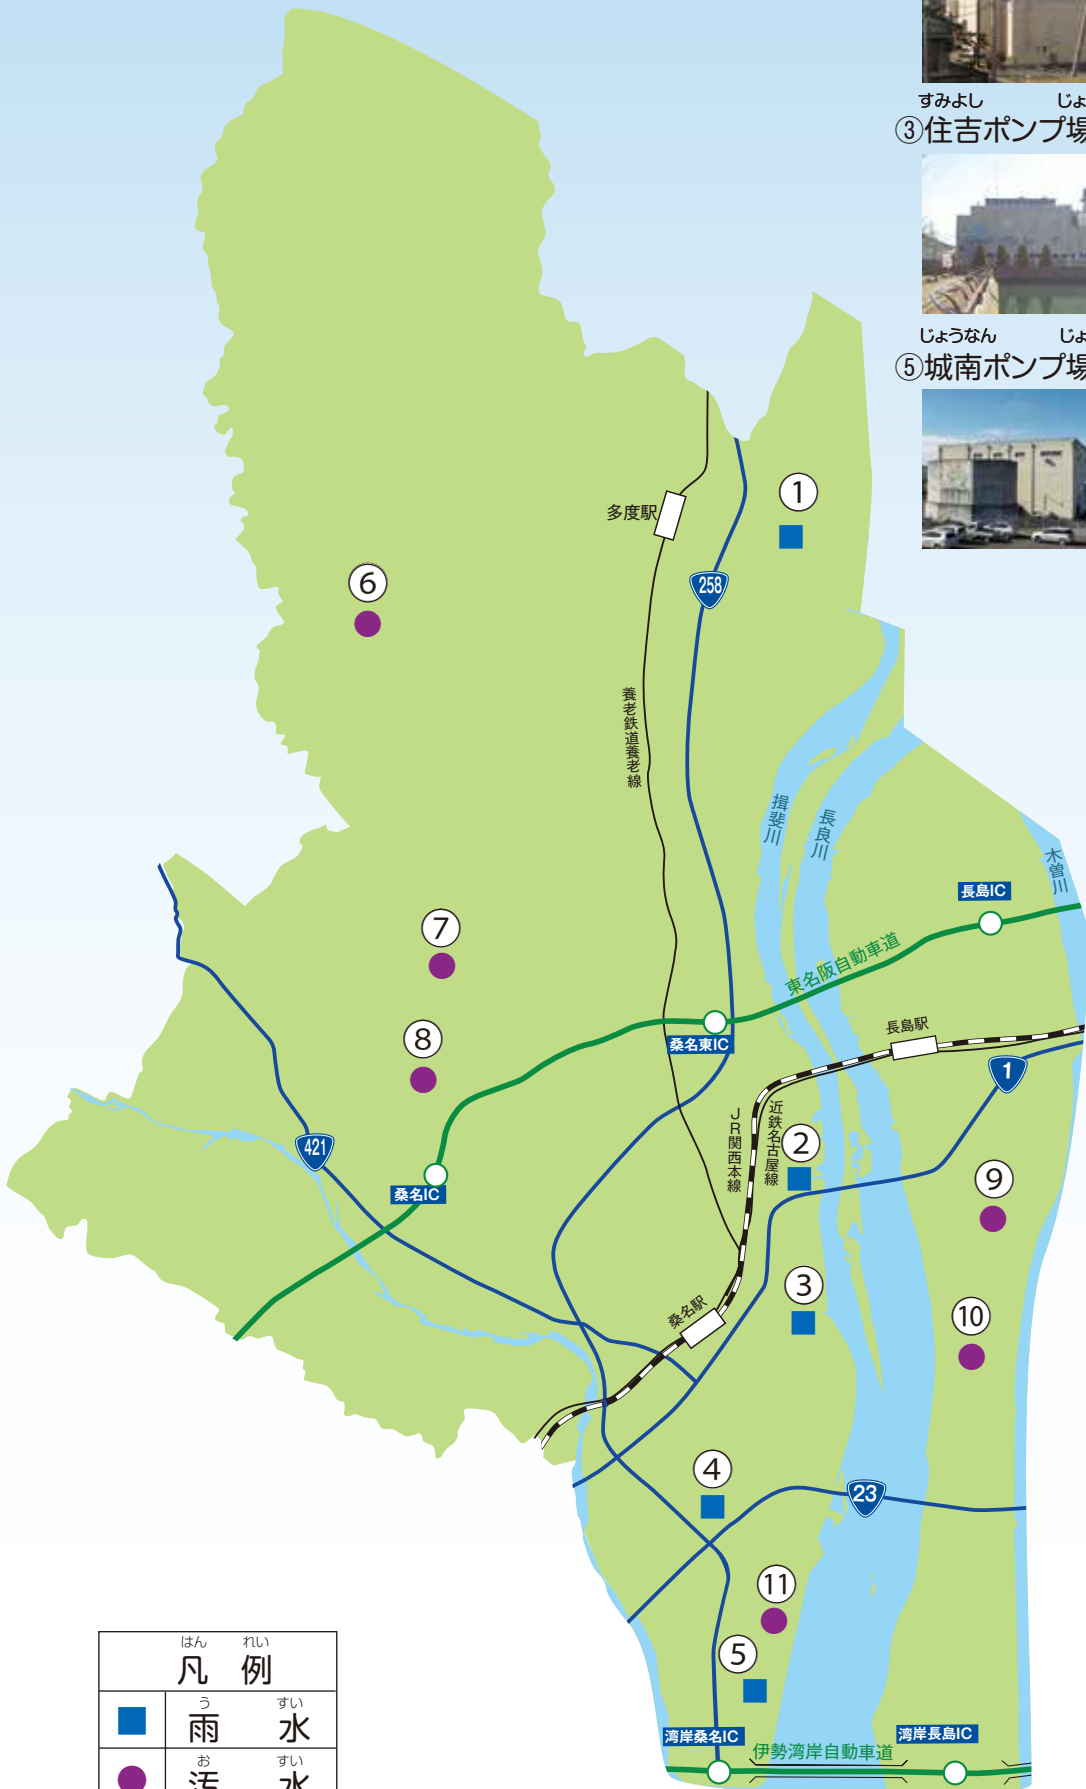 すみよし じょ
③住吉ポンプ場
じょうなん じょ
⑤城南ポンプ場
①
多度駅
258
⑥
養老鉄道養老線
揖斐川
長良川
木曽川
長島IC
⑦
東名阪自動車道
⑧
桑名東IC
長島駅
1
421
JR関西本線
近鉄名古屋線
②
桑名IC
⑨
③
桑名駅
⑩
④
23
⑪
⑤
湾岸桑名IC
湾岸長島IC
伊勢湾岸自動車道
はん れい
凡 例
う すい
雨 水
お すい
汚 水